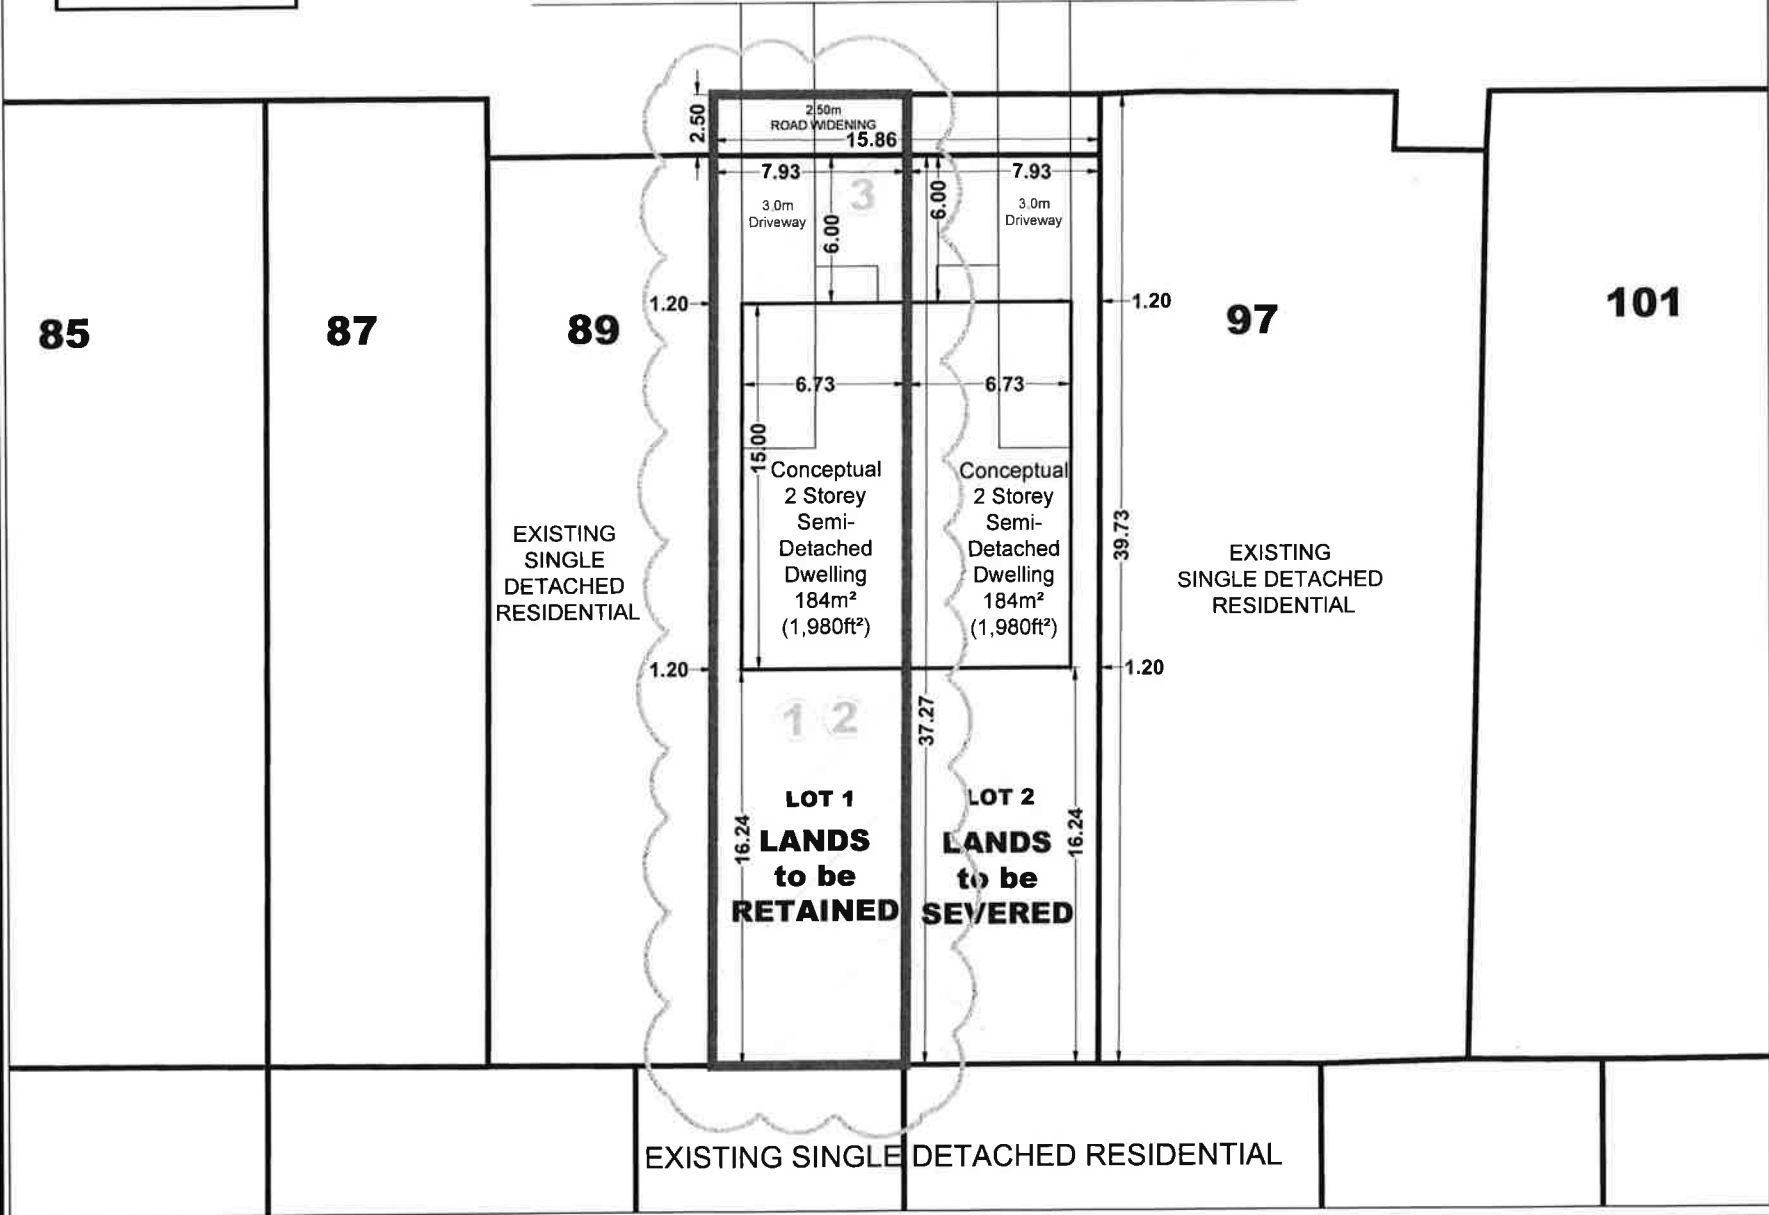 2.50m
ROAD WIDENING
2.50
15.86
7.93
7.93
3
3.0m
Driveway
6.00
6.00
3.0m
Driveway
1.20
1.20
85
87
89
97
101
6.73
6.73
15.00
Conceptual
2 Storey
Semi-
Detached
Dwelling
184m²
(1,980ft²)
Conceptual
2 Storey
Semi-
Detached
Dwelling
184m²
(1,980ft²)
39.73
EXISTING
SINGLE
DETACHED
RESIDENTIAL
EXISTING
SINGLE DETACHED
RESIDENTIAL
1.20
1.20
1 2
37.27
LOT 1
LANDS
to be
RETAINED
16.24
LOT 2
LANDS
to be
SEVERED
16.24
EXISTING SINGLE DETACHED RESIDENTIAL